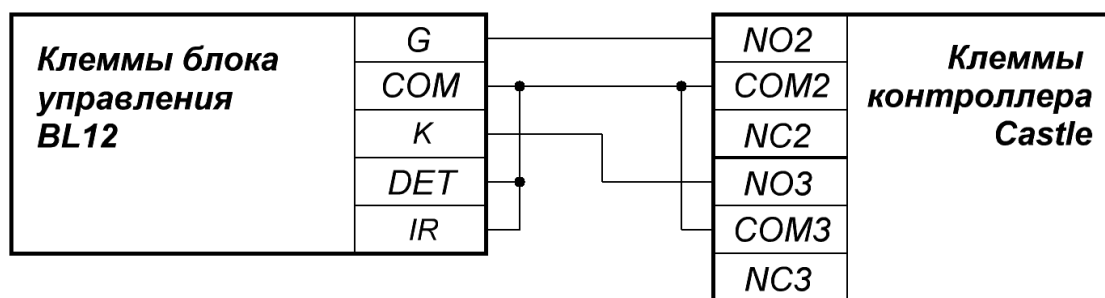 Клеммы блока
управления
BL12
G
COM
K
DET
IR
NO2
COM2
NC2
NO3
COM3
NC3
Клеммы
контроллера
Castle